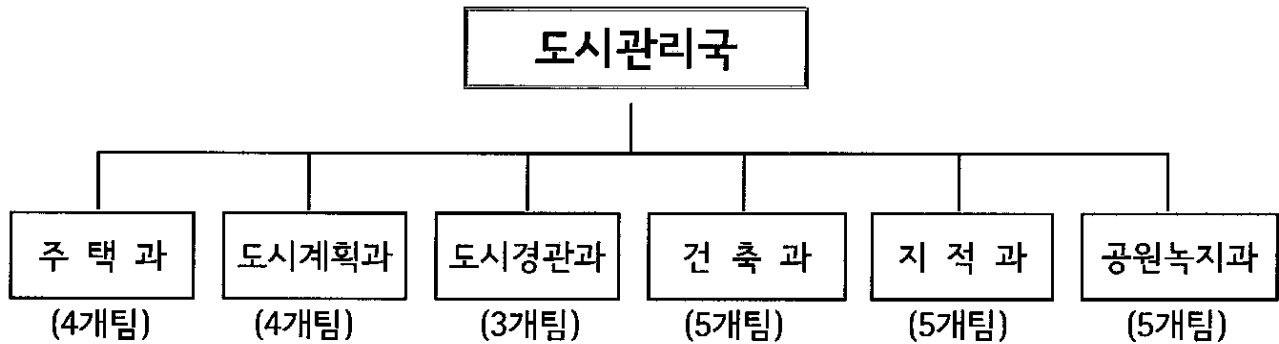 도시관리국
주 택 과 도시계획과 도시경관과 건 축 과 지 적 과 공원녹지과
(4개팀) (4개팀) (3개팀) (5개팀) (5개팀) (5개팀)